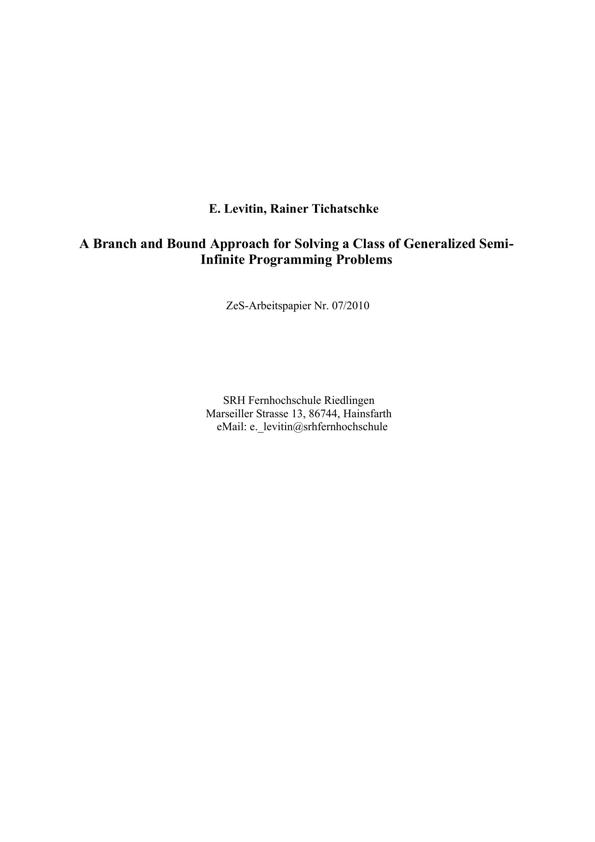 E. Levitin, Rainer Tichatschke
A Branch and Bound Approach for Solving a Class of Generalized Semi-
Infinite Programming Problems
ZeS-Arbeitspapier Nr. 07/2010
SRH Fernhochschule Riedlingen
Marseiller Strasse 13, 86744, Hainsfarth
eMail: e._levitin@srhfernhochschule